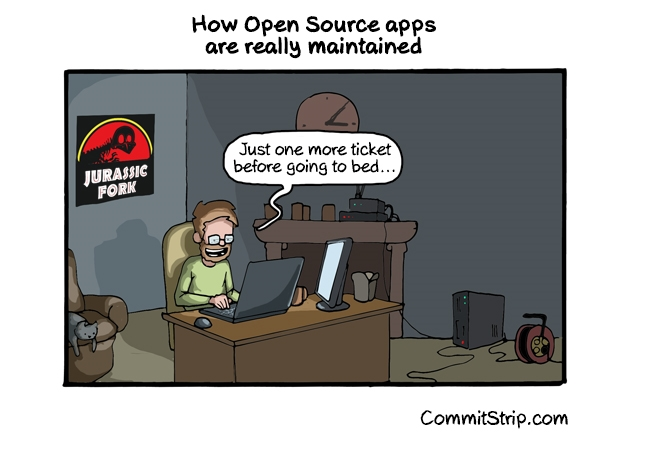 How Open Source apps
are really maintained
Just one more ticket
before going to bed...
JURASSIC
FORK
CommitStrip.com